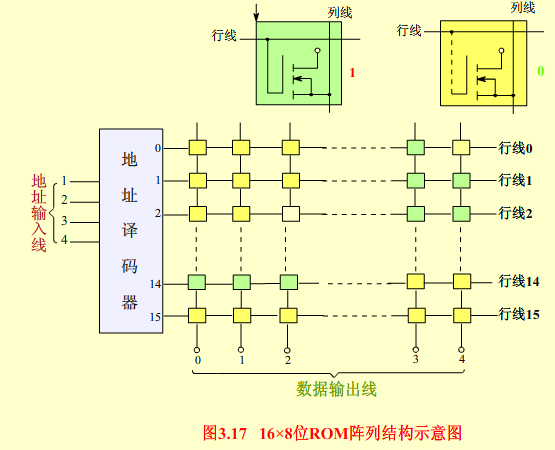 列线
行线
1
列线
行线
0
地址译码器
0
1
2
14
15
地址输入线
1
2
3
4
行线0
行线1
行线2
行线14
行线15
0
1
2
3
4
数据输出线
图3.17 16×8位ROM阵列结构示意图